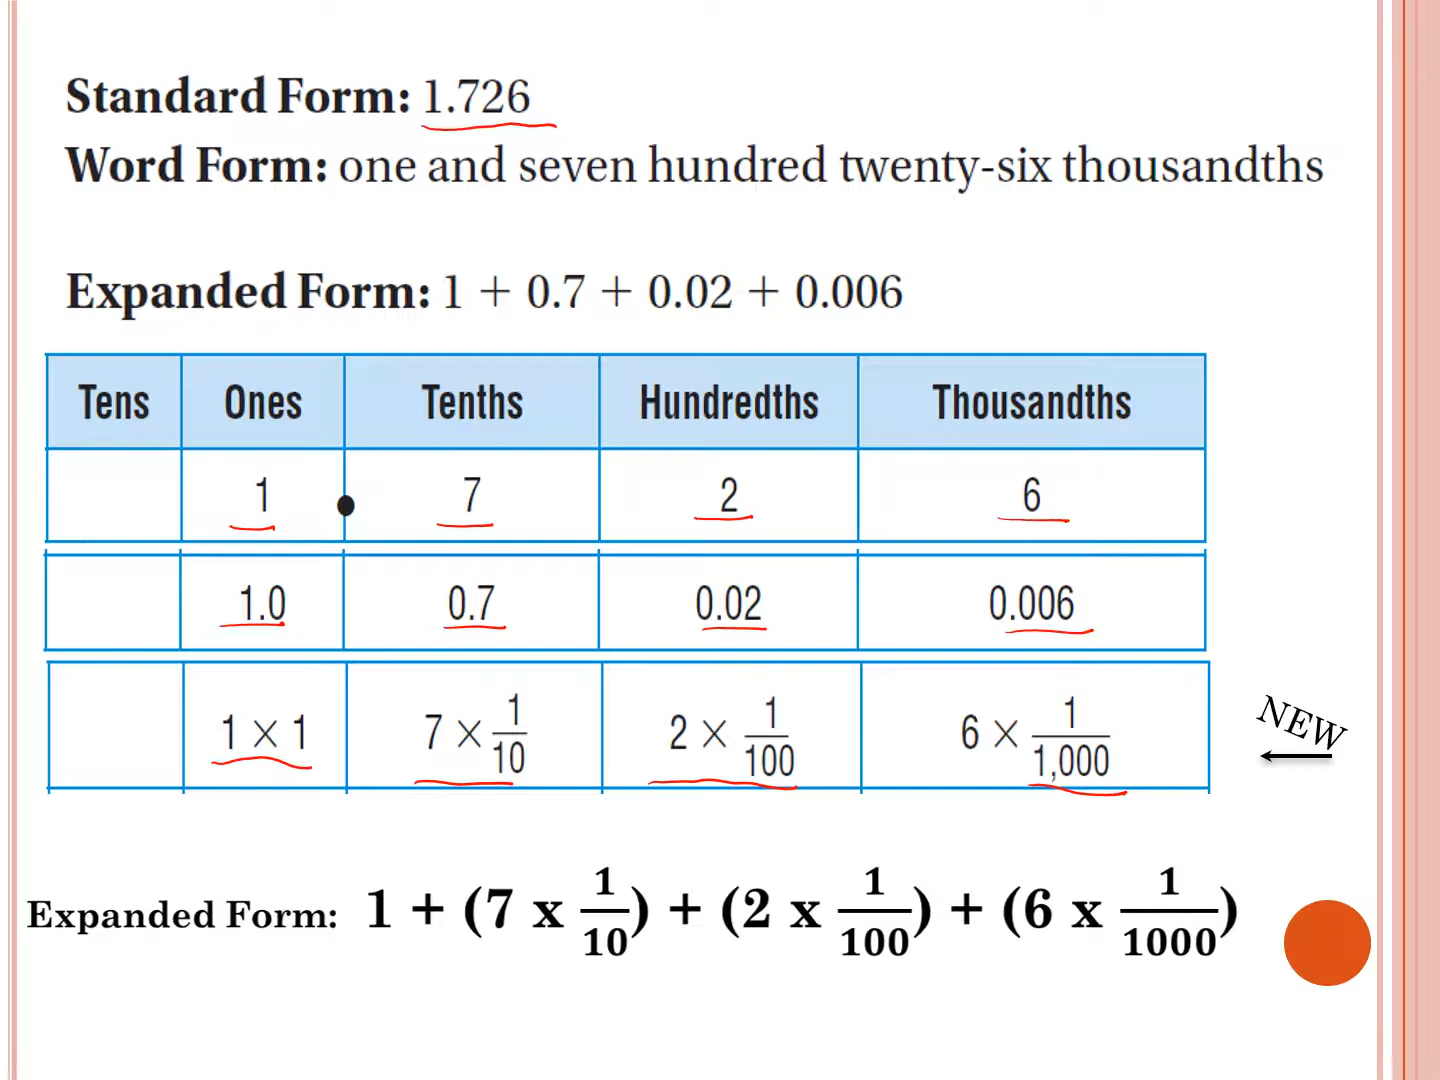 Standard Form: 1.726
Word Form: one and seven hundred twenty-six thousandths
Expanded Form: 1 + 0.7 + 0.02 + 0.006
Tens Ones Tenths Hundredths Thousandths
1 . 7 2 6
1.0 0.7 0.02 0.006
1 × 1 7 × 1/10 2 × 1/100 6 × 1/1,000
NEW
Expanded Form: 1 + (7 x 1/10) + (2 x 1/100) + (6 x 1/1000)